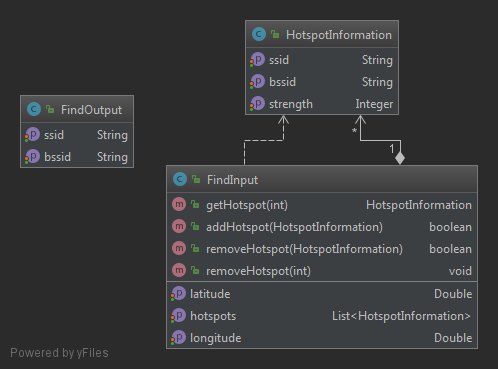 HotspotInformation
ssid String
bssid String
strength Integer
FindOutput
ssid String
bssid String
* 1
FindInput
getHotspot(int) HotspotInformation
addHotspot(HotspotInformation) boolean
removeHotspot(HotspotInformation) boolean
removeHotspot(int) void
latitude Double
hotspots List<HotspotInformation>
longitude Double
Powered by yFiles